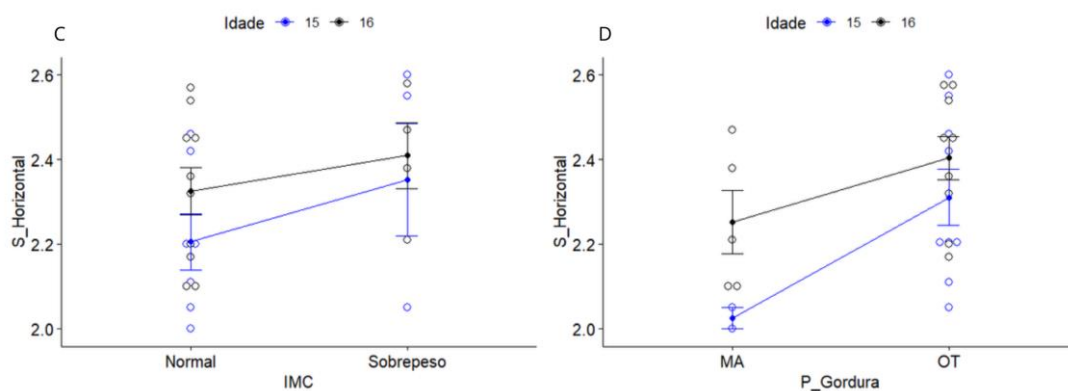 C
Idade 15 16
S_Horizontal
2.6
2.4
2.2
2.0
Normal Sobrepeso
IMC
D
Idade 15 16
S_Horizontal
2.6
2.4
2.2
2.0
MA OT
P_Gordura